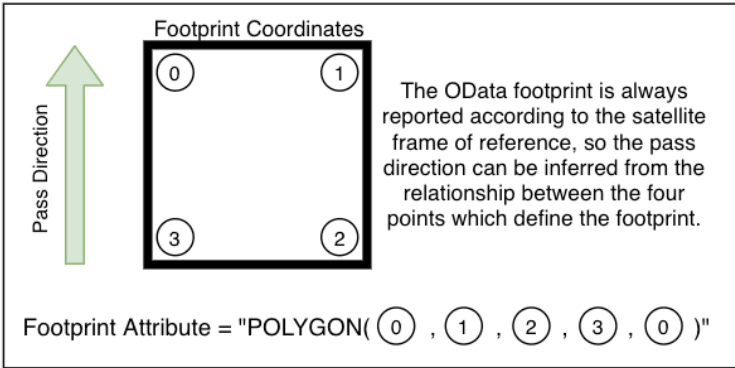 Footprint Coordinates
0
1
Pass Direction
3
2
The OData footprint is always
reported according to the satellite
frame of reference, so the pass
direction can be inferred from the
relationship between the four
points which define the footprint.
Footprint Attribute = "POLYGON( 0 , 1 , 2 , 3 , 0 )"